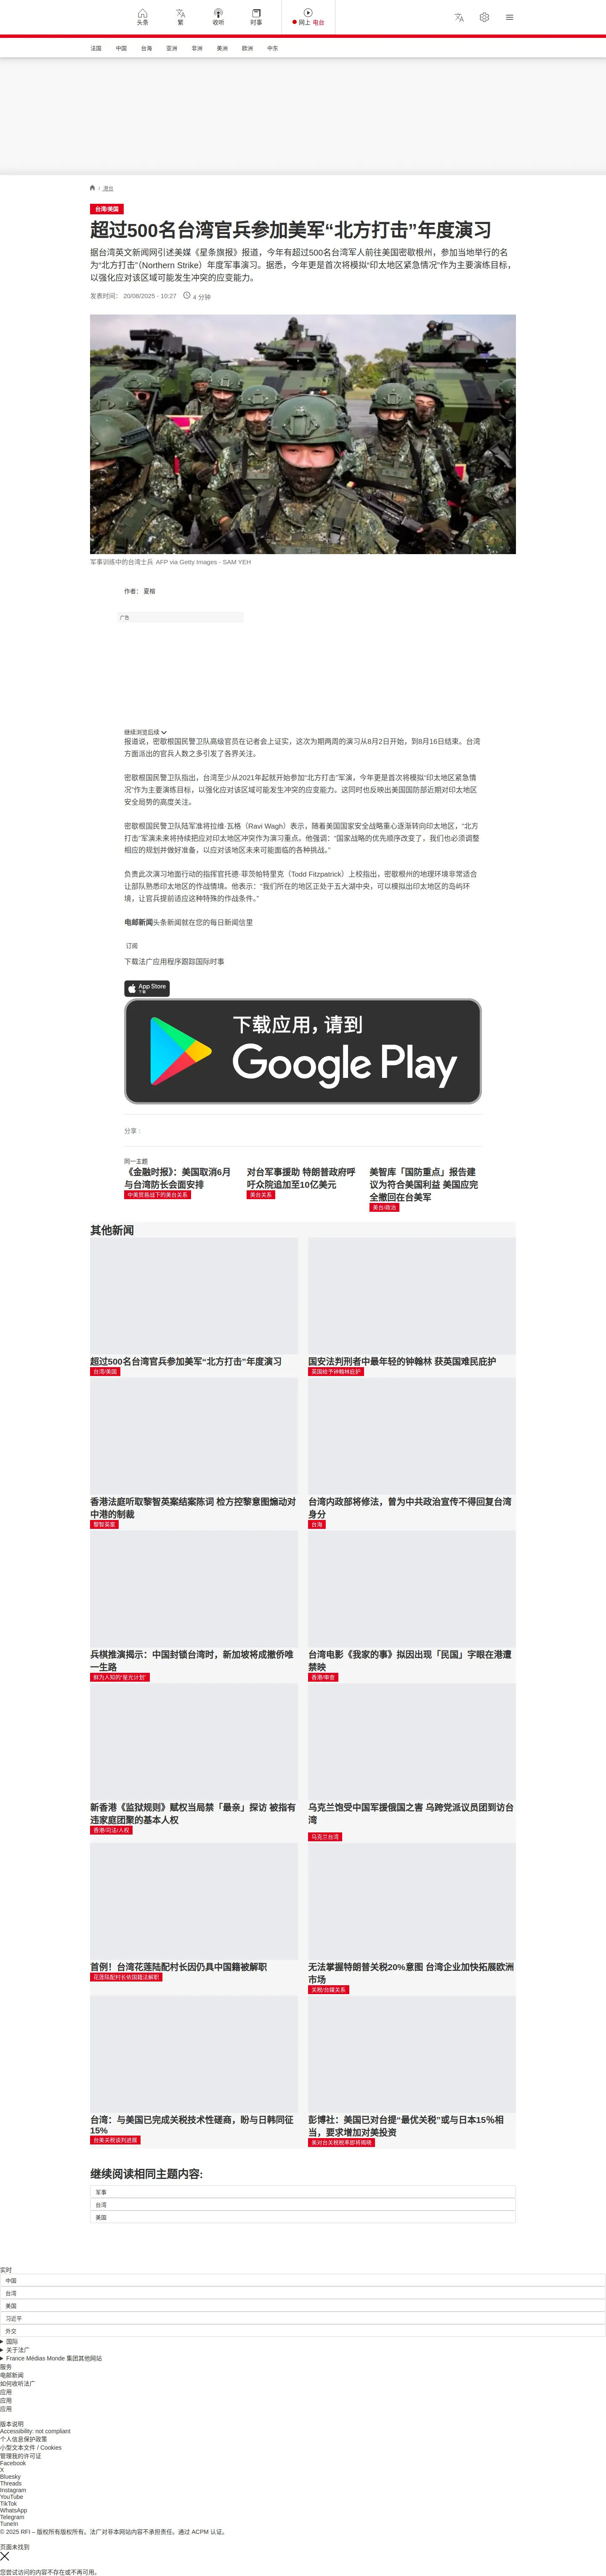 头条
繁
收听
时事
网上 电台
法国
中国
台海
亚洲
非洲
美洲
欧洲
中东
/ 港台
台湾/美国
超过500名台湾官兵参加美军“北方打击”年度演习
据台湾英文新闻网引述美媒《星条旗报》报道，今年有超过500名台湾军人前往美国密歇根州，参加当地举行的名
为“北方打击”（Northern Strike）年度军事演习。据悉，今年更是首次将模拟“印太地区紧急情况”作为主要演练目标，
以强化应对该区域可能发生冲突的应变能力。
发表时间： 20/08/2025 - 10:27
4 分钟
军事训练中的台湾士兵 AFP via Getty Images - SAM YEH
作者： 夏榕
广告
继续浏览后续
报道说，密歇根国民警卫队高级官员在记者会上证实，这次为期两周的演习从8月2日开始，到8月16日结束。台湾
方面派出的官兵人数之多引发了各界关注。
密歇根国民警卫队指出，台湾至少从2021年起就开始参加“北方打击”军演，今年更是首次将模拟“印太地区紧急情
况”作为主要演练目标，以强化应对该区域可能发生冲突的应变能力。这同时也反映出美国国防部近期对印太地区
安全局势的高度关注。
密歇根国民警卫队陆军准将拉维·瓦格（Ravi Wagh）表示，随着美国国家安全战略重心逐渐转向印太地区，“北方
打击”军演未来将持续把应对印太地区冲突作为演习重点。他强调：“国家战略的优先顺序改变了，我们也必须调整
相应的规划并做好准备，以应对该地区未来可能面临的各种挑战。”
负责此次演习地面行动的指挥官托德·菲茨帕特里克（Todd Fitzpatrick）上校指出，密歇根州的地理环境非常适合
让部队熟悉印太地区的作战情境。他表示：“我们所在的地区正处于五大湖中央，可以模拟出印太地区的岛屿环
境，让官兵提前适应这种特殊的作战条件。”
电邮新闻头条新闻就在您的每日新闻信里
订阅
下载法广应用程序跟踪国际时事
App Store
下载
下载应用，请到
Google Play
分享 :
同一主题
《金融时报》：美国取消6月
与台湾防长会面安排
中美贸易战下的美台关系
对台军事援助 特朗普政府呼
吁众院追加至10亿美元
美台关系
美智库「国防重点」报告建
议为符合美国利益 美国应完
全撤回在台美军
美台/政治
其他新闻
超过500名台湾官兵参加美军“北方打击”年度演习
台湾/美国
国安法判刑者中最年轻的钟翰林 获英国难民庇护
英国给予钟翰林庇护
香港法庭听取黎智英案结案陈词 检方控黎意图煽动对
中港的制裁
黎智英案
台湾内政部将修法，曾为中共政治宣传不得回复台湾
身分
台海
兵棋推演揭示：中国封锁台湾时，新加坡将成撤侨唯
一生路
鲜为人知的“星光计划”
台湾电影《我家的事》拟因出现「民国」字眼在港遭
禁映
香港/审查
新香港《监狱规则》赋权当局禁「最亲」探访 被指有
违家庭团聚的基本人权
香港/司法/人权
乌克兰饱受中国军援俄国之害 乌跨党派议员团到访台
湾
乌克兰台湾
首例！台湾花莲陆配村长因仍具中国籍被解职
花莲陆配村长依国籍法解职
无法掌握特朗普关税20%意图 台湾企业加快拓展欧洲
市场
关税/台媒关系
台湾：与美国已完成关税技术性磋商，盼与日韩同征
15%
台美关税谈判进展
彭博社：美国已对台提“最优关税”或与日本15％相
当，要求增加对美投资
美对台关税税率即将揭晓
继续阅读相同主题内容:
军事
台湾
美国
实时
中国
台湾
美国
习近平
外交
国际
关于法广
France Médias Monde 集团其他网站
服务
电邮新闻
如何收听法广
应用
应用
应用
版本说明
Accessibility: not compliant
个人信息保护政策
小型文本文件 / Cookies
管理我的许可证
Facebook
X
Bluesky
Threads
Instagram
YouTube
TikTok
WhatsApp
Telegram
TuneIn
© 2025 RFI – 版权所有版权所有。法广对非本网站内容不承担责任。通过 ACPM 认证。
页面未找到
您尝试访问的内容不存在或不再可用。